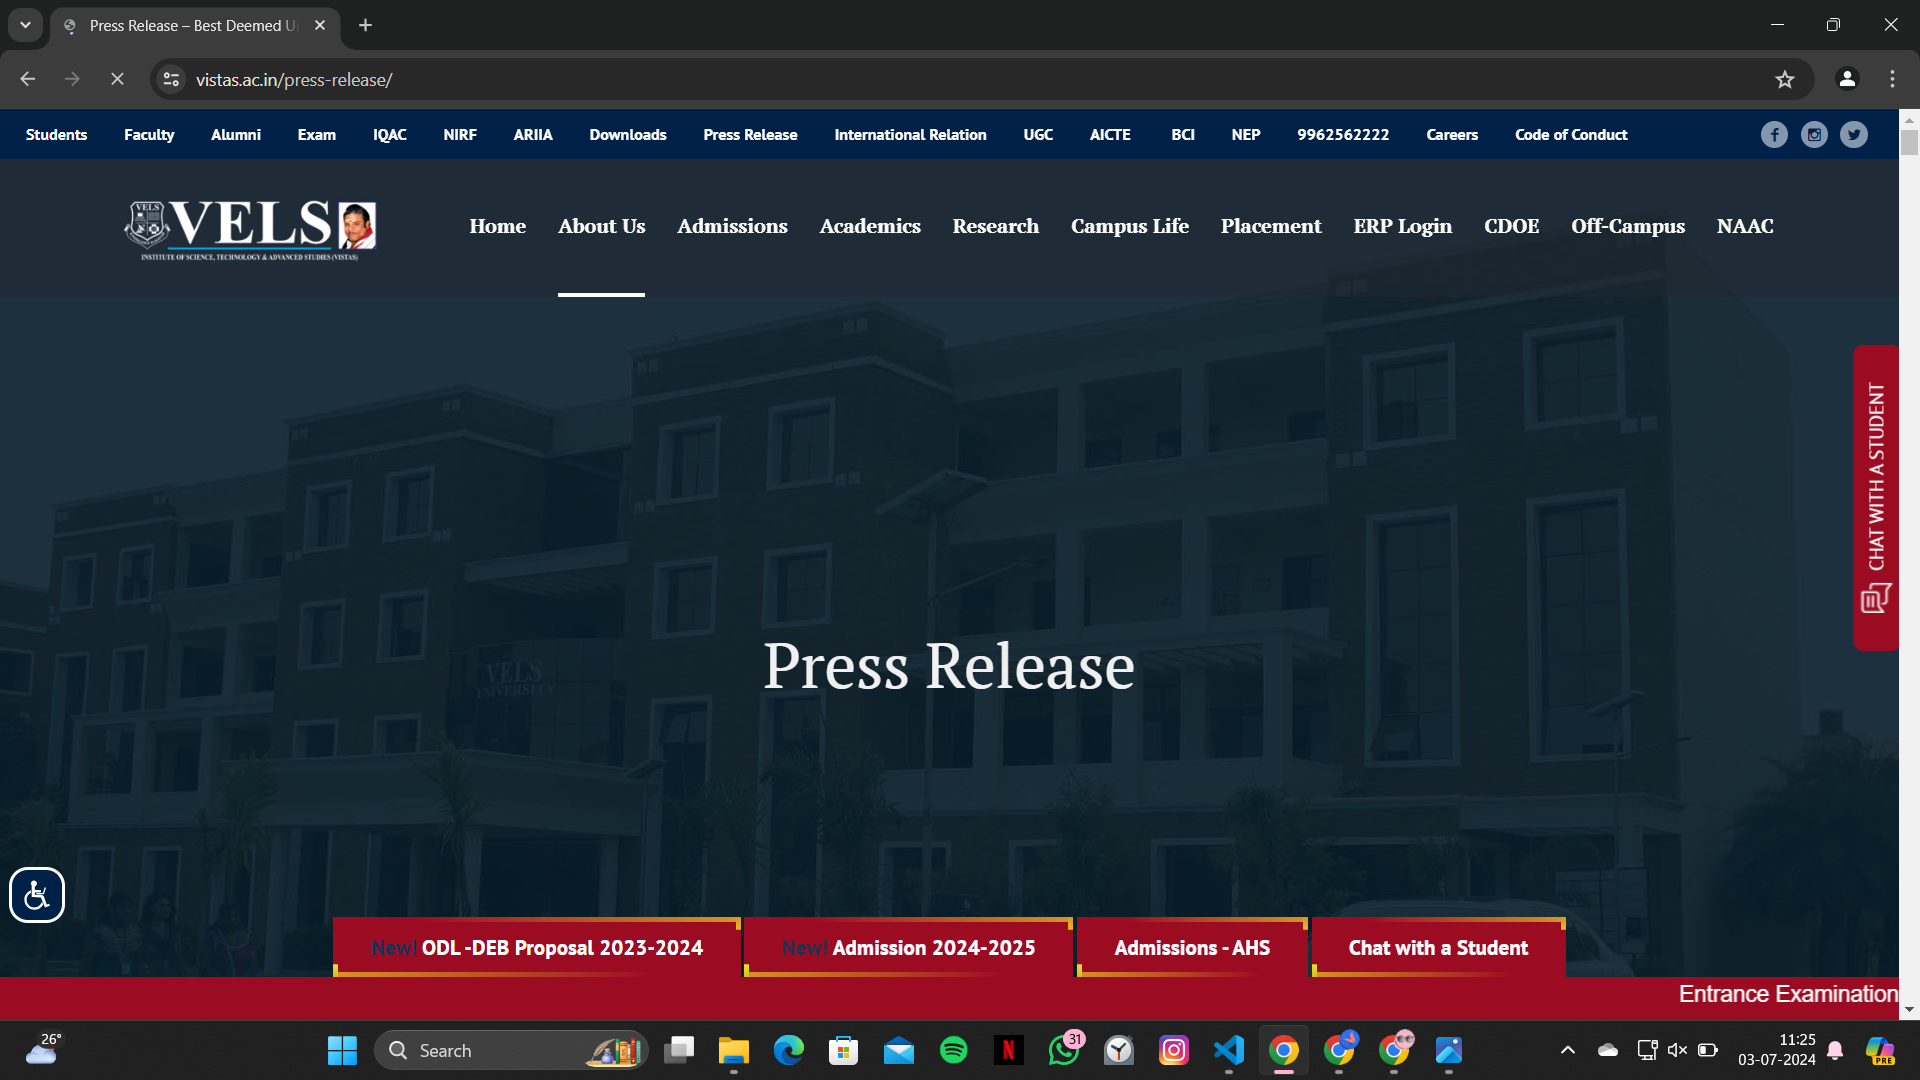 Press Release – Best Deemed U
vistas.ac.in/press-release/
Students Faculty Alumni Exam IQAC NIRF ARIIA Downloads Press Release International Relation UGC AICTE BCI NEP 9962562222 Careers Code of Conduct
VELS
VELS
INSTITUTE OF SCIENCE, TECHNOLOGY & ADVANCED STUDIES (VISTAS)
Home About Us Admissions Academics Research Campus Life Placement ERP Login CDOE Off-Campus NAAC
CHAT WITH A STUDENT
VELS
UNIVERSITY
Press Release
New! ODL -DEB Proposal 2023-2024
New! Admission 2024-2025
Admissions - AHS
Chat with a Student
Entrance Examination
26°
Search
N
31
PRE
11:25
03-07-2024